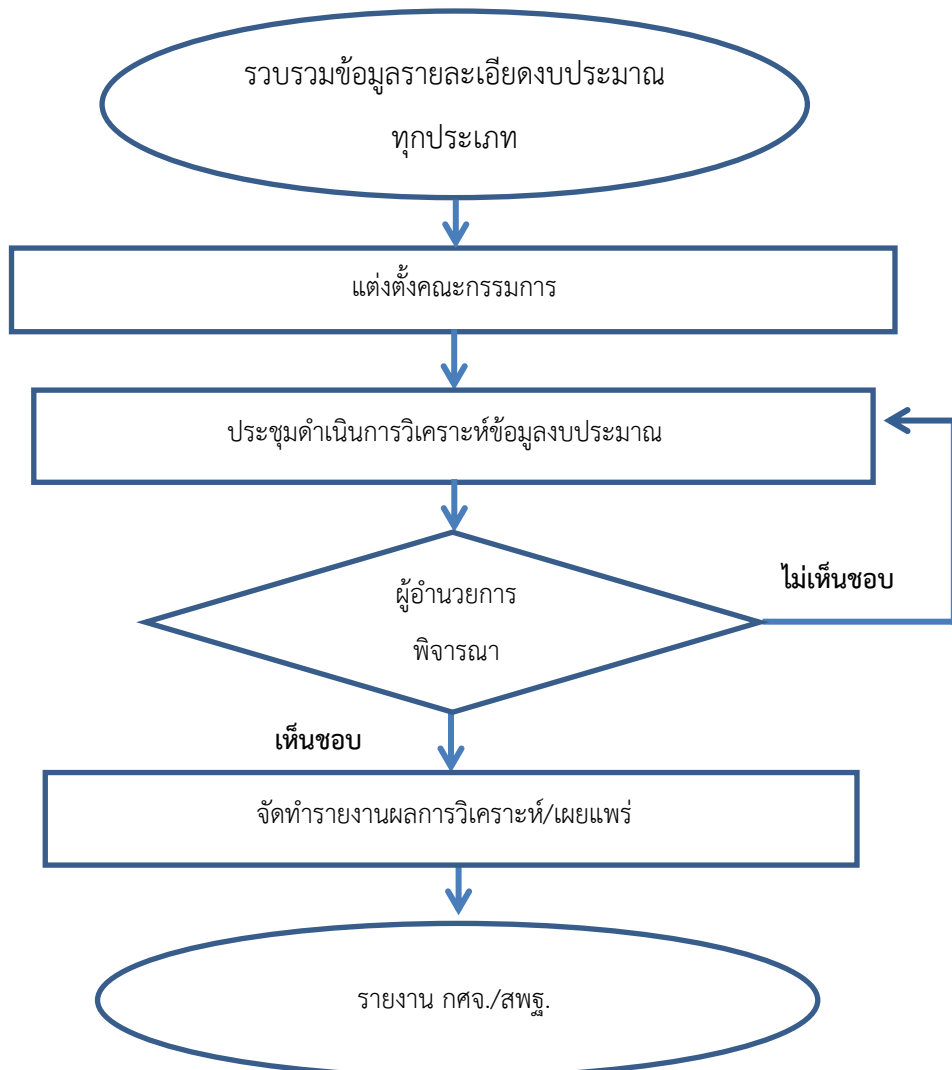 รวบรวมข้อมูลรายละเอียดงบประมาณ
ทุกประเภท
แต่งตั้งคณะกรรมการ
ประชุมดำเนินการวิเคราะห์ข้อมูลงบประมาณ
ผู้อำนวยการ
พิจารณา
ไม่เห็นชอบ
เห็นชอบ
จัดทำรายงานผลการวิเคราะห์/เผยแพร่
รายงาน กศจ./สพฐ.